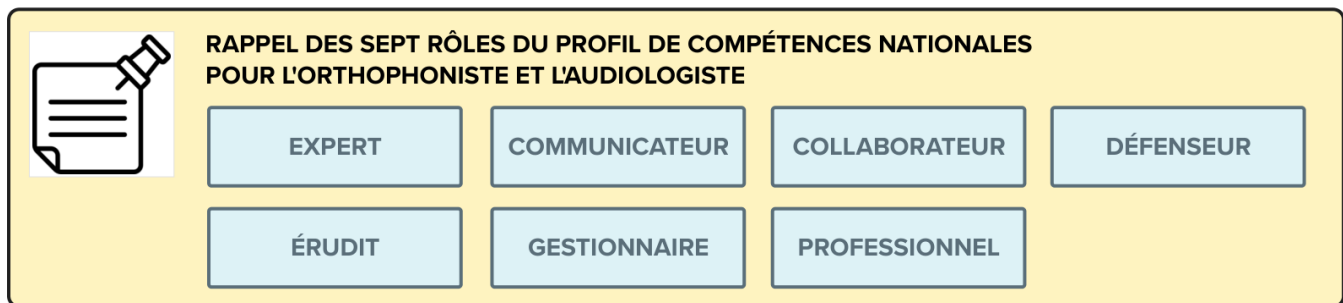 RAPPEL DES SEPT RÔLES DU PROFIL DE COMPÉTENCES NATIONALES
POUR L'ORTHOPHONISTE ET L'AUDIOLOGISTE
EXPERT
COMMUNICATEUR
COLLABORATEUR
DÉFENSEUR
ÉRUDIT
GESTIONNAIRE
PROFESSIONNEL